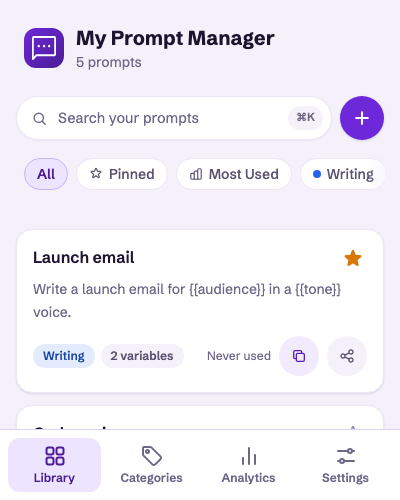 My Prompt Manager
5 prompts
Search your prompts
⌘K
All
Pinned
Most Used
Writing
Launch email
Write a launch email for {{audience}} in a {{tone}}
voice.
Writing
2 variables
Never used
Library
Categories
Analytics
Settings